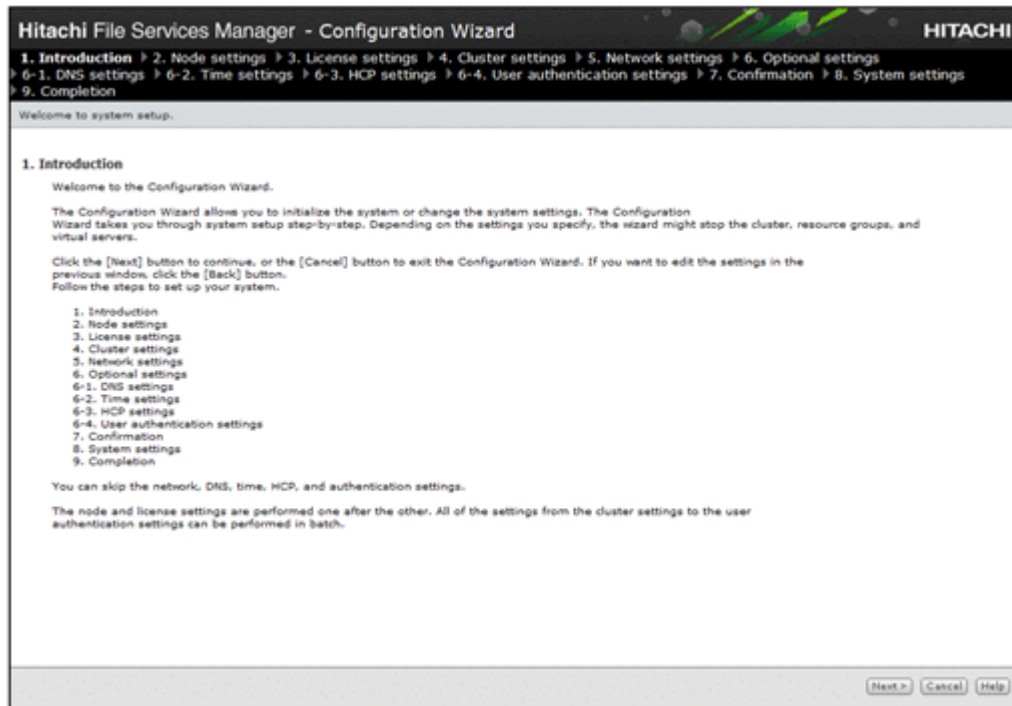 Hitachi File Services Manager - Configuration Wizard
HITACHI
1. Introduction 2. Node settings 3. License settings 4. Cluster settings 5. Network settings 6. Optional settings
6-1. DNS settings 6-2. Time settings 6-3. HCP settings 6-4. User authentication settings 7. Confirmation 8. System settings
9. Completion
Welcome to system setup.
1. Introduction
Welcome to the Configuration Wizard.
The Configuration Wizard allows you to initialize the system or change the system settings. The Configuration
Wizard takes you through system setup step-by-step. Depending on the settings you specify, the wizard might stop the cluster, resource groups, and
virtual servers.
Click the [Next] button to continue, or the [Cancel] button to exit the Configuration Wizard. If you want to edit the settings in the
previous window, click the [Back] button.
Follow the steps to set up your system.
1. Introduction
2. Node settings
3. License settings
4. Cluster settings
5. Network settings
6. Optional settings
6-1. DNS settings
6-2. Time settings
6-3. HCP settings
6-4. User authentication settings
7. Confirmation
8. System settings
9. Completion
You can skip the network, DNS, time, HCP, and authentication settings.
The node and license settings are performed one after the other. All of the settings from the cluster settings to the user
authentication settings can be performed in batch.
Next > Cancel Help